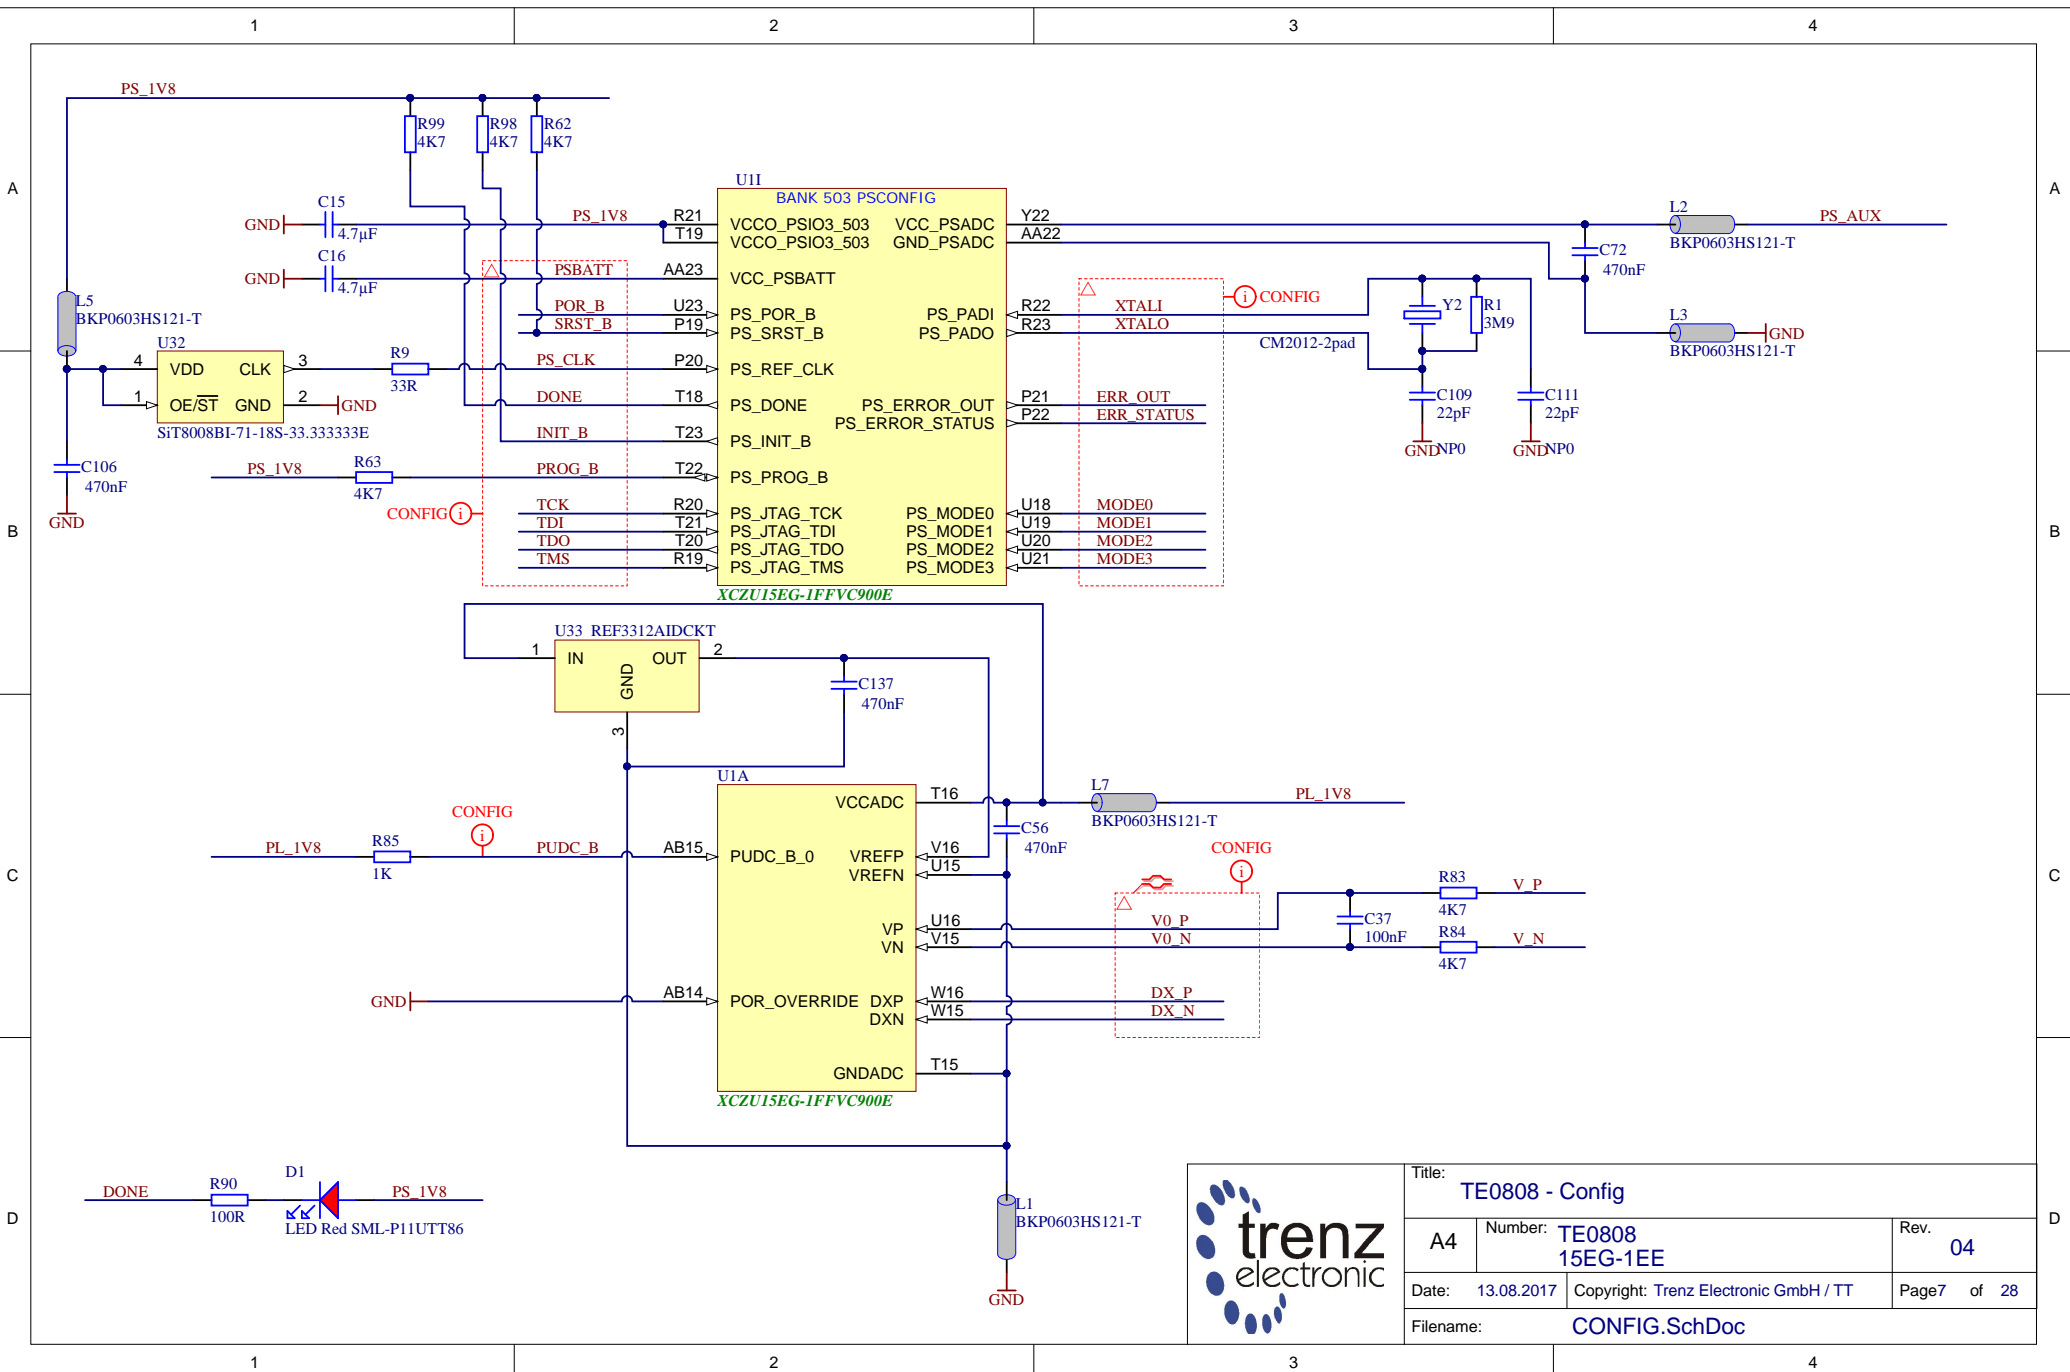 1 2 3 4
PS_1V8
R99 R98 R62
4K7 4K7 4K7
A A
U1I
BANK 503 PSCONFIG
C15
GND 4.7µF PS_1V8 R21 VCCO_PSIO3_503 VCC_PSADC Y22
T19 VCCO_PSIO3_503 GND_PSADC AA22
L2 PS_AUX
BKP0603HS121-T
C72
470nF
C16
GND 4.7µF PSBATT AA23 VCC_PSBATT
CONFIG
L5
BKP0603HS121-T
POR_B U23 PS_POR_B PS_PADI R22 XTALI
SRST_B P19 PS_SRST_B PS_PADO R23 XTALO
CM2012-2pad
Y2 R1
3M9
L3 GND
BKP0603HS121-T
U32
4 VDD CLK 3 R9 PS_CLK P20 PS_REF_CLK
33R
1 OE/ST GND 2 GND DONE T18 PS_DONE PS_ERROR_OUT P21 ERR_OUT
PS_ERROR_STATUS P22 ERR_STATUS
SiT8008BI-71-18S-33.333333E
INIT_B T23 PS_INIT_B
C109 C111
22pF 22pF
GND NP0 GND NP0
C106
470nF
GND
PS_1V8 R63 PROG_B T22 PS_PROG_B
4K7
CONFIG
B B
TCK R20 PS_JTAG_TCK PS_MODE0 U18 MODE0
TDI T21 PS_JTAG_TDI PS_MODE1 U19 MODE1
TDO T20 PS_JTAG_TDO PS_MODE2 U20 MODE2
TMS R19 PS_JTAG_TMS PS_MODE3 U21 MODE3
XCZU15EG-1FFVC900E
U33 REF3312AIDCKT
1 IN OUT 2
GND
3
C137
470nF
U1A
VCCADC T16
L7 PL_1V8
BKP0603HS121-T
C56
470nF
CONFIG
PL_1V8 R85 PUDC_B AB15 PUDC_B_0 VREFP V16
1K
VREFN U15
CONFIG
C C
R83 V_P
4K7
VP U16 V0_P
VN V15 V0_N
C37
100nF
R84 V_N
4K7
GND AB14 POR_OVERRIDE DXP W16 DX_P
DXN W15 DX_N
GNDADC T15
XCZU15EG-1FFVC900E
DONE R90 D1 PS_1V8
100R
LED Red SML-P11UTT86
L1
BKP0603HS121-T
GND
D D
trenz
electronic
Title:
TE0808 - Config
A4 Number: TE0808
15EG-1EE
Rev.
04
Date: 13.08.2017 Copyright: Trenz Electronic GmbH / TT Page7 of 28
Filename: CONFIG.SchDoc
1 2 3 4